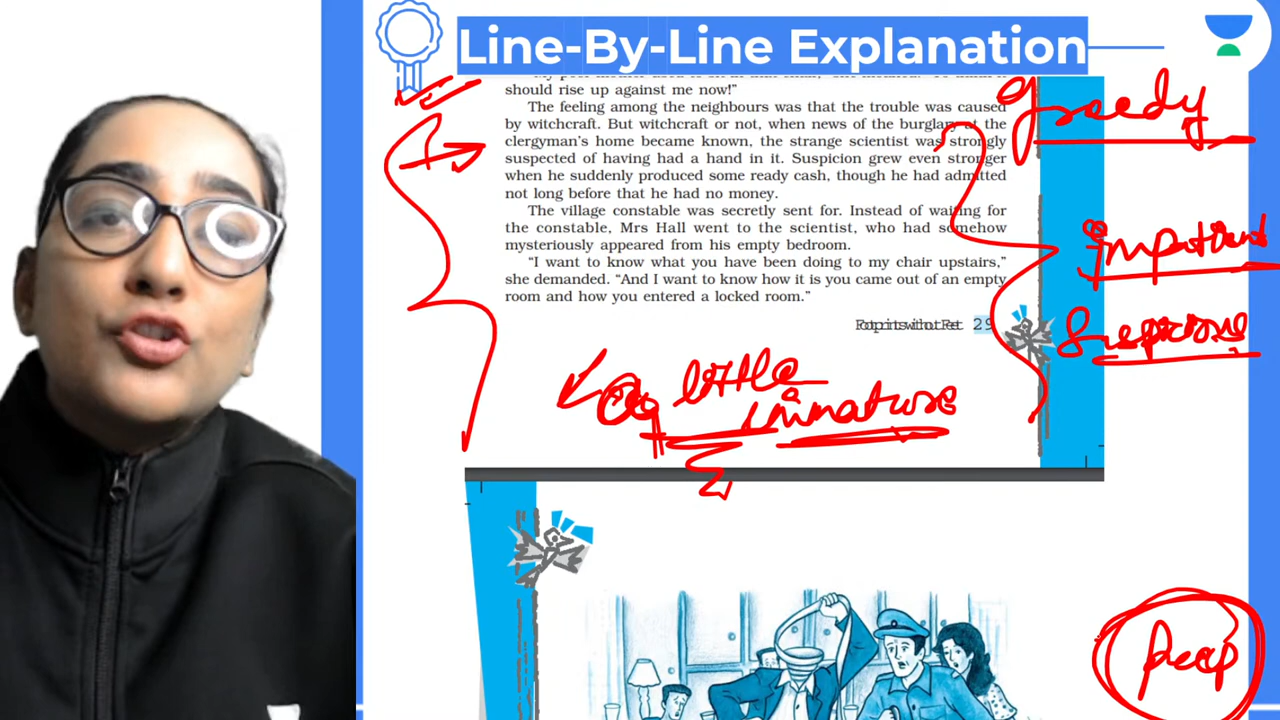 Line-By-Line Explanation
should rise up against me now!"
The feeling among the neighbours was that the trouble was caused
by witchcraft. But witchcraft or not, when news of the burglary at the
clergyman's home became known, the strange scientist was strongly
suspected of having had a hand in it. Suspicion grew even stronger
when he suddenly produced some ready cash, though he had admitted
not long before that he had no money.
The village constable was secretly sent for. Instead of waiting for
the constable, Mrs Hall went to the scientist, who had somehow
mysteriously appeared from his empty bedroom.
"I want to know what you have been doing to my chair upstairs,"
she demanded. "And I want to know how it is you came out of an empty
room and how you entered a locked room."
29
greedy
impatient
little
immature